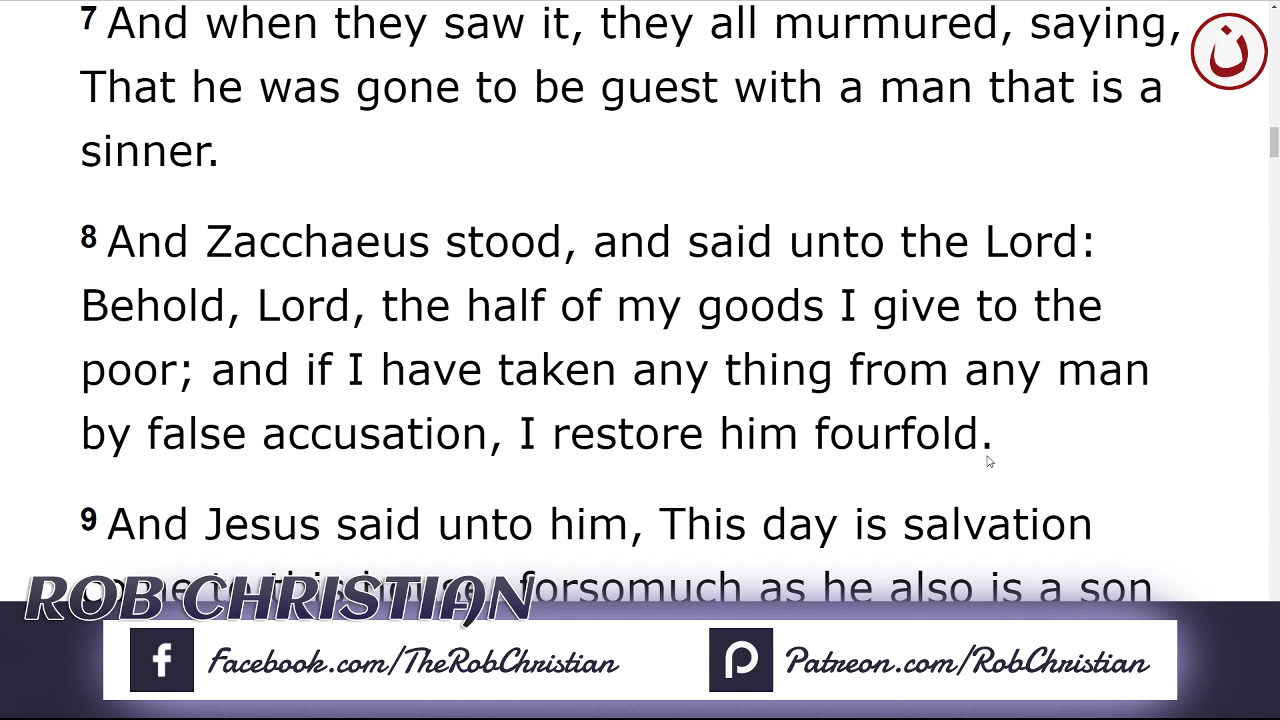 7 And when they saw it, they all murmured, saying,
That he was gone to be guest with a man that is a
sinner.
8 And Zacchaeus stood, and said unto the Lord:
Behold, Lord, the half of my goods I give to the
poor; and if I have taken any thing from any man
by false accusation, I restore him fourfold.
9 And Jesus said unto him, This day is salvation
come to this house, forsomuch as he also is a son
ROB CHRISTIAN
Facebook.com/TheRobChristian
Patreon.com/RobChristian
ن